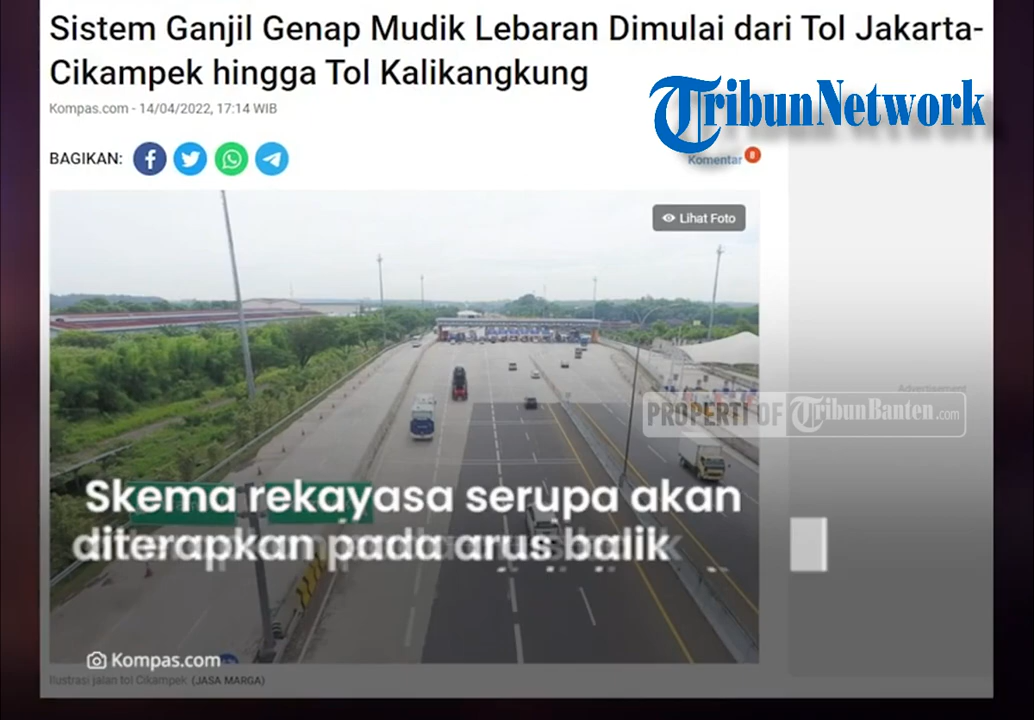 Sistem Ganjil Genap Mudik Lebaran Dimulai dari Tol Jakarta-
Cikampek hingga Tol Kalikangkung
TribunNetwork
Kompas.com - 14/04/2022, 17:14 WIB
BAGIKAN:
Komentar 8
Lihat Foto
Advertisement
PROPERTI OF TribunBanten.com
Skema rekayasa serupa akan
diterapkan pada arus balik
Kompas.com
Ilustrasi jalan tol Cikampek. (JASA MARGA)